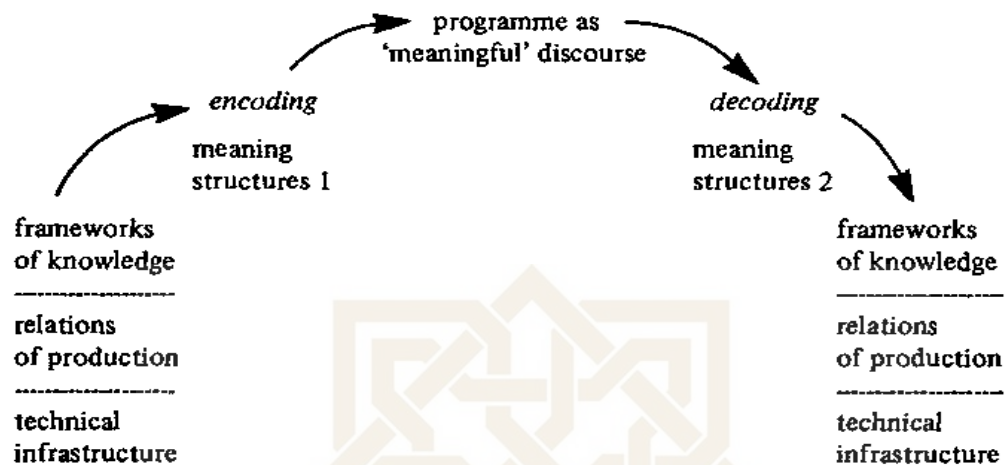 programme as
‘meaningful’ discourse
encoding
decoding
meaning
structures 1
meaning
structures 2
frameworks
of knowledge
relations
of production
technical
infrastructure
frameworks
of knowledge
relations
of production
technical
infrastructure